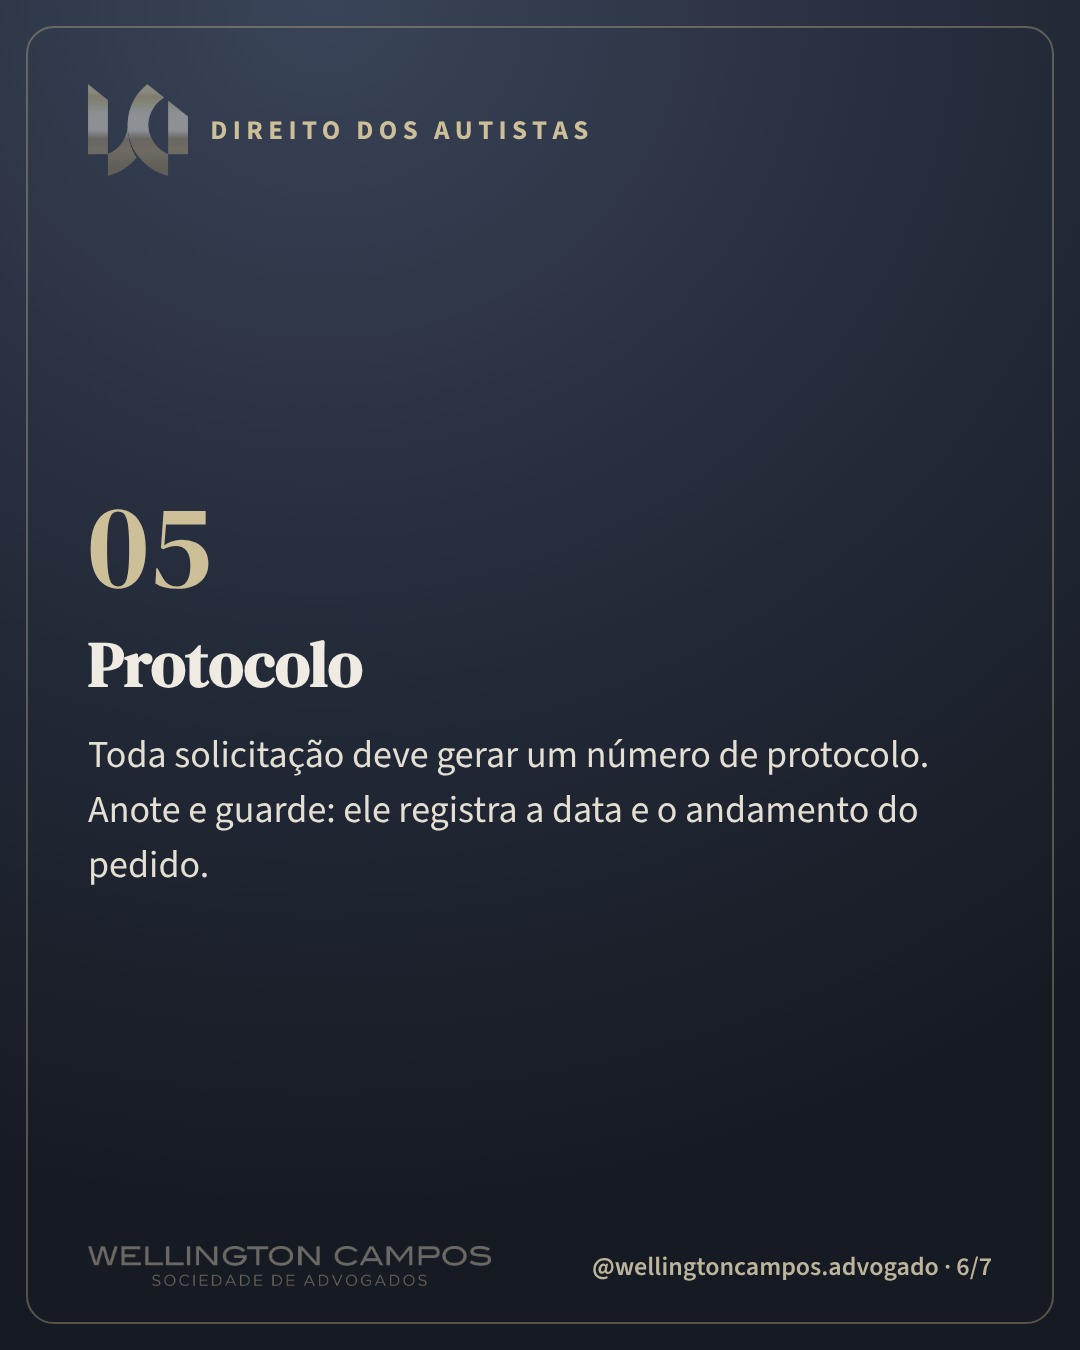 DIREITO DOS AUTISTAS
05
Protocolo
Toda solicitação deve gerar um número de protocolo.
Anote e guarde: ele registra a data e o andamento do
pedido.
WELLINGTON CAMPOS
SOCIEDADE DE ADVOGADOS
@wellingtoncampos.advogado · 6/7